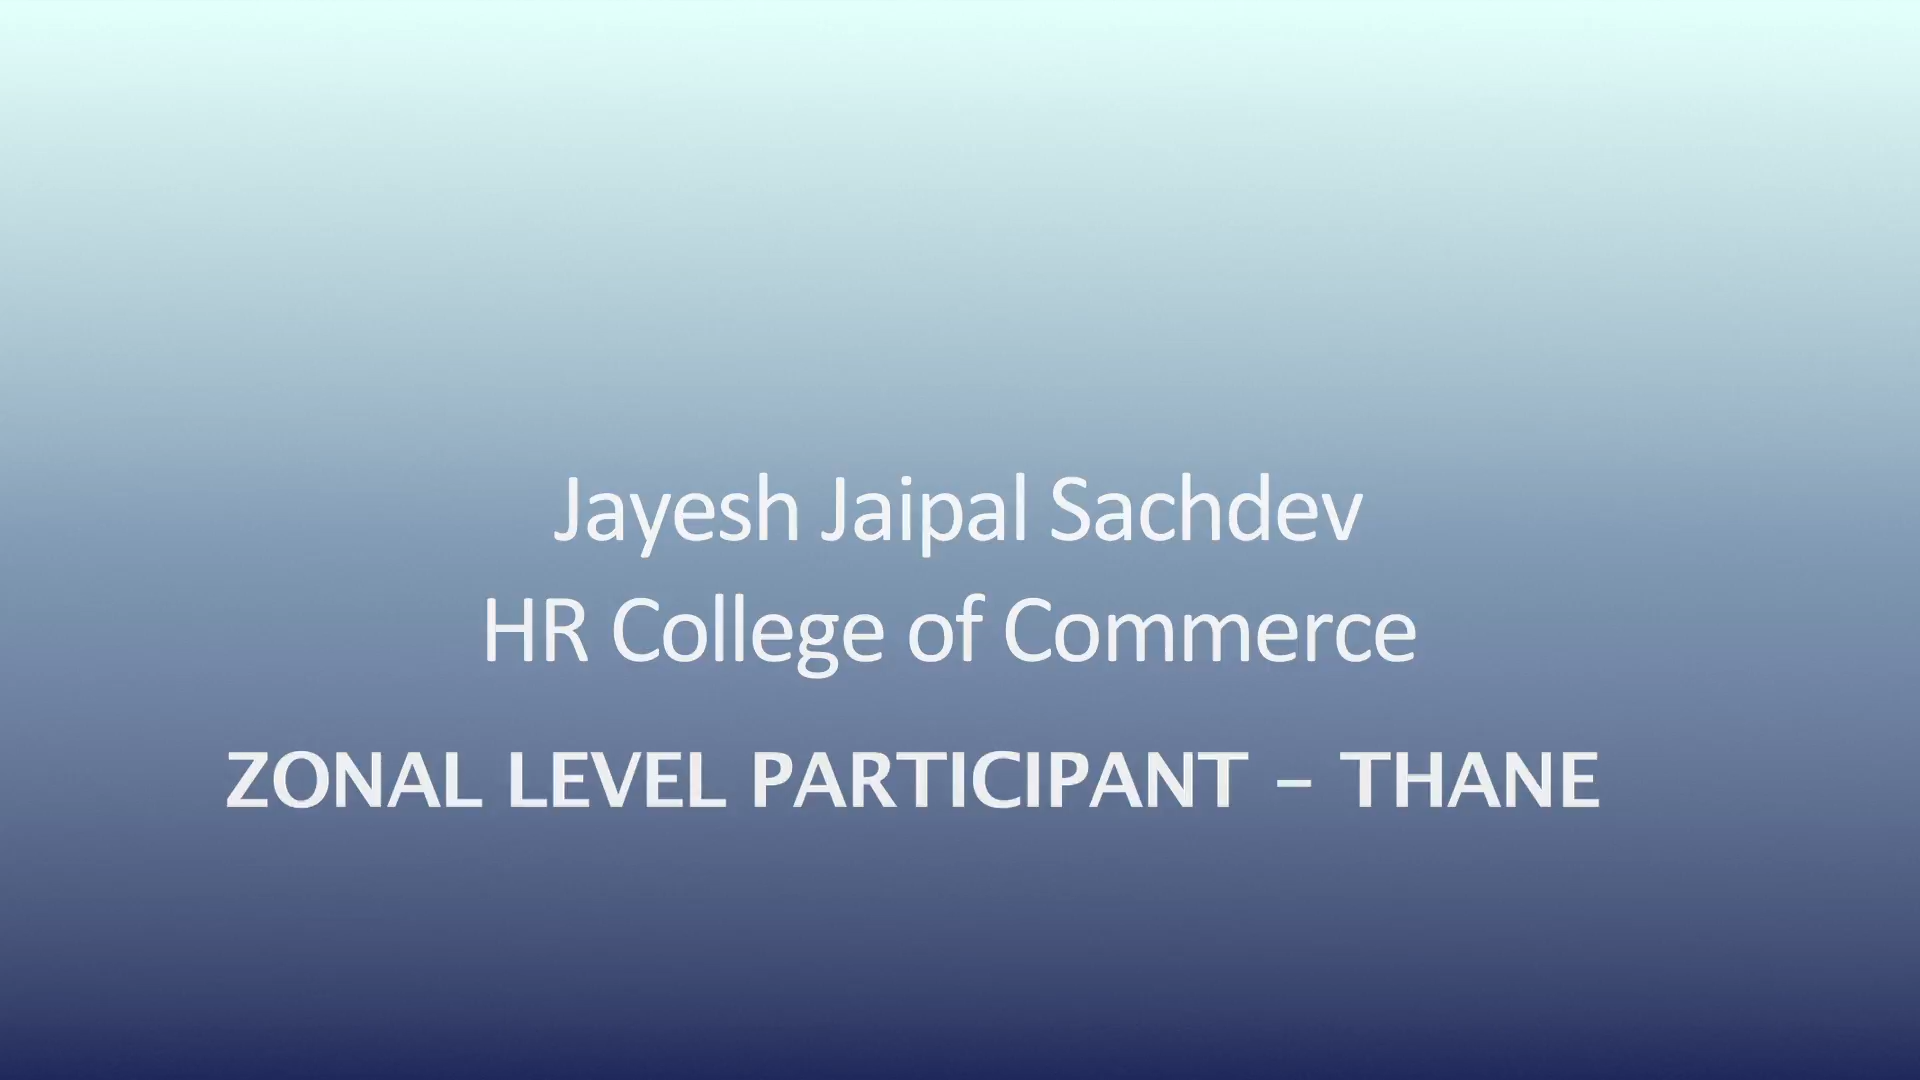 Jayesh Jaipal Sachdev
HR College of Commerce
ZONAL LEVEL PARTICIPANT – THANE